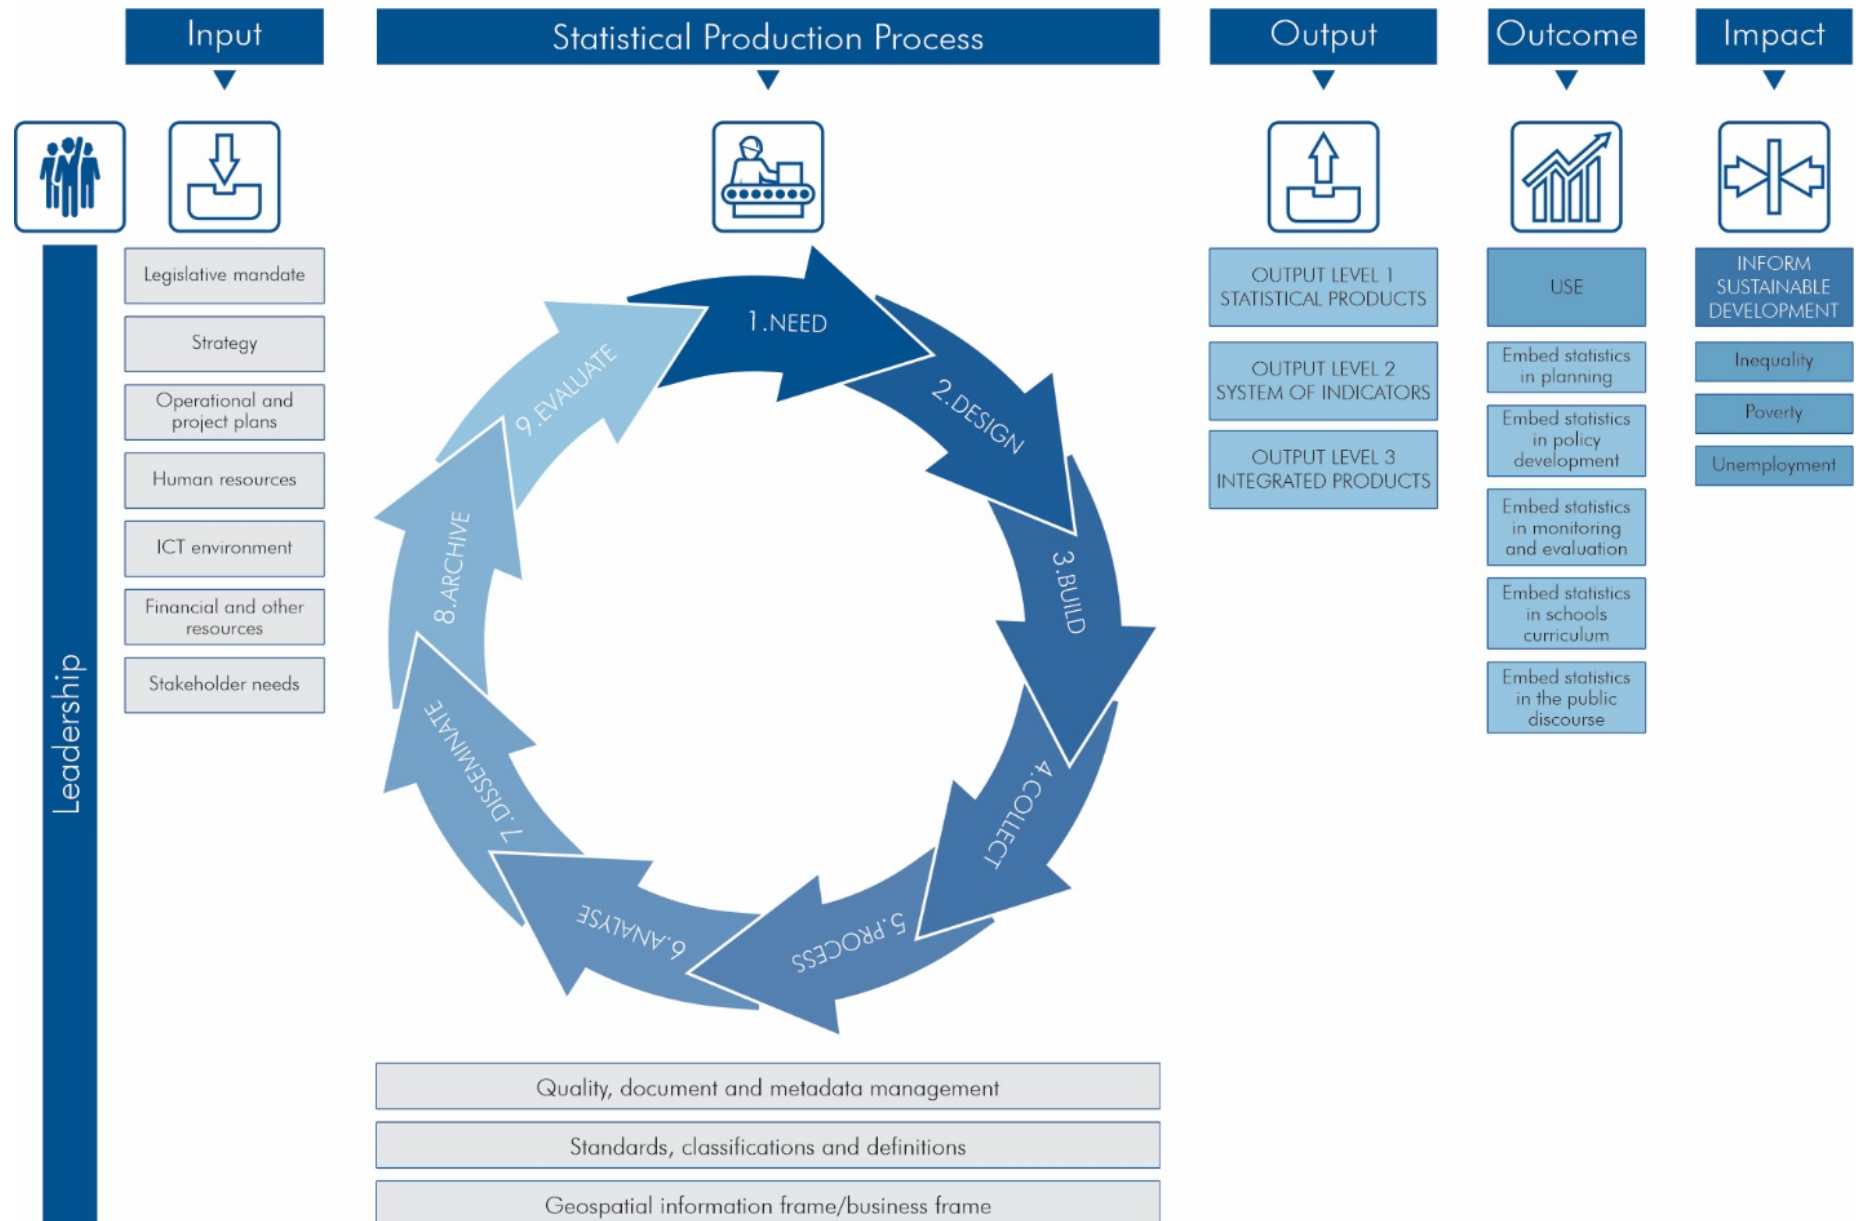 Input
Statistical Production Process
Output
Outcome
Impact
Leadership
Legislative mandate
Strategy
Operational and
project plans
Human resources
ICT environment
Financial and other
resources
Stakeholder needs
1.NEED
2.DESIGN
3.BUILD
4.COLLECT
5.PROCESS
6.ANALYSE
7.DISSEMINATE
8.ARCHIVE
9.EVALUATE
Quality, document and metadata management
Standards, classifications and definitions
Geospatial information frame/business frame
OUTPUT LEVEL 1
STATISTICAL PRODUCTS
OUTPUT LEVEL 2
SYSTEM OF INDICATORS
OUTPUT LEVEL 3
INTEGRATED PRODUCTS
USE
Embed statistics
in planning
Embed statistics
in policy
development
Embed statistics
in monitoring
and evaluation
Embed statistics
in schools
curriculum
Embed statistics
in the public
discourse
INFORM
SUSTAINABLE
DEVELOPMENT
Inequality
Poverty
Unemployment